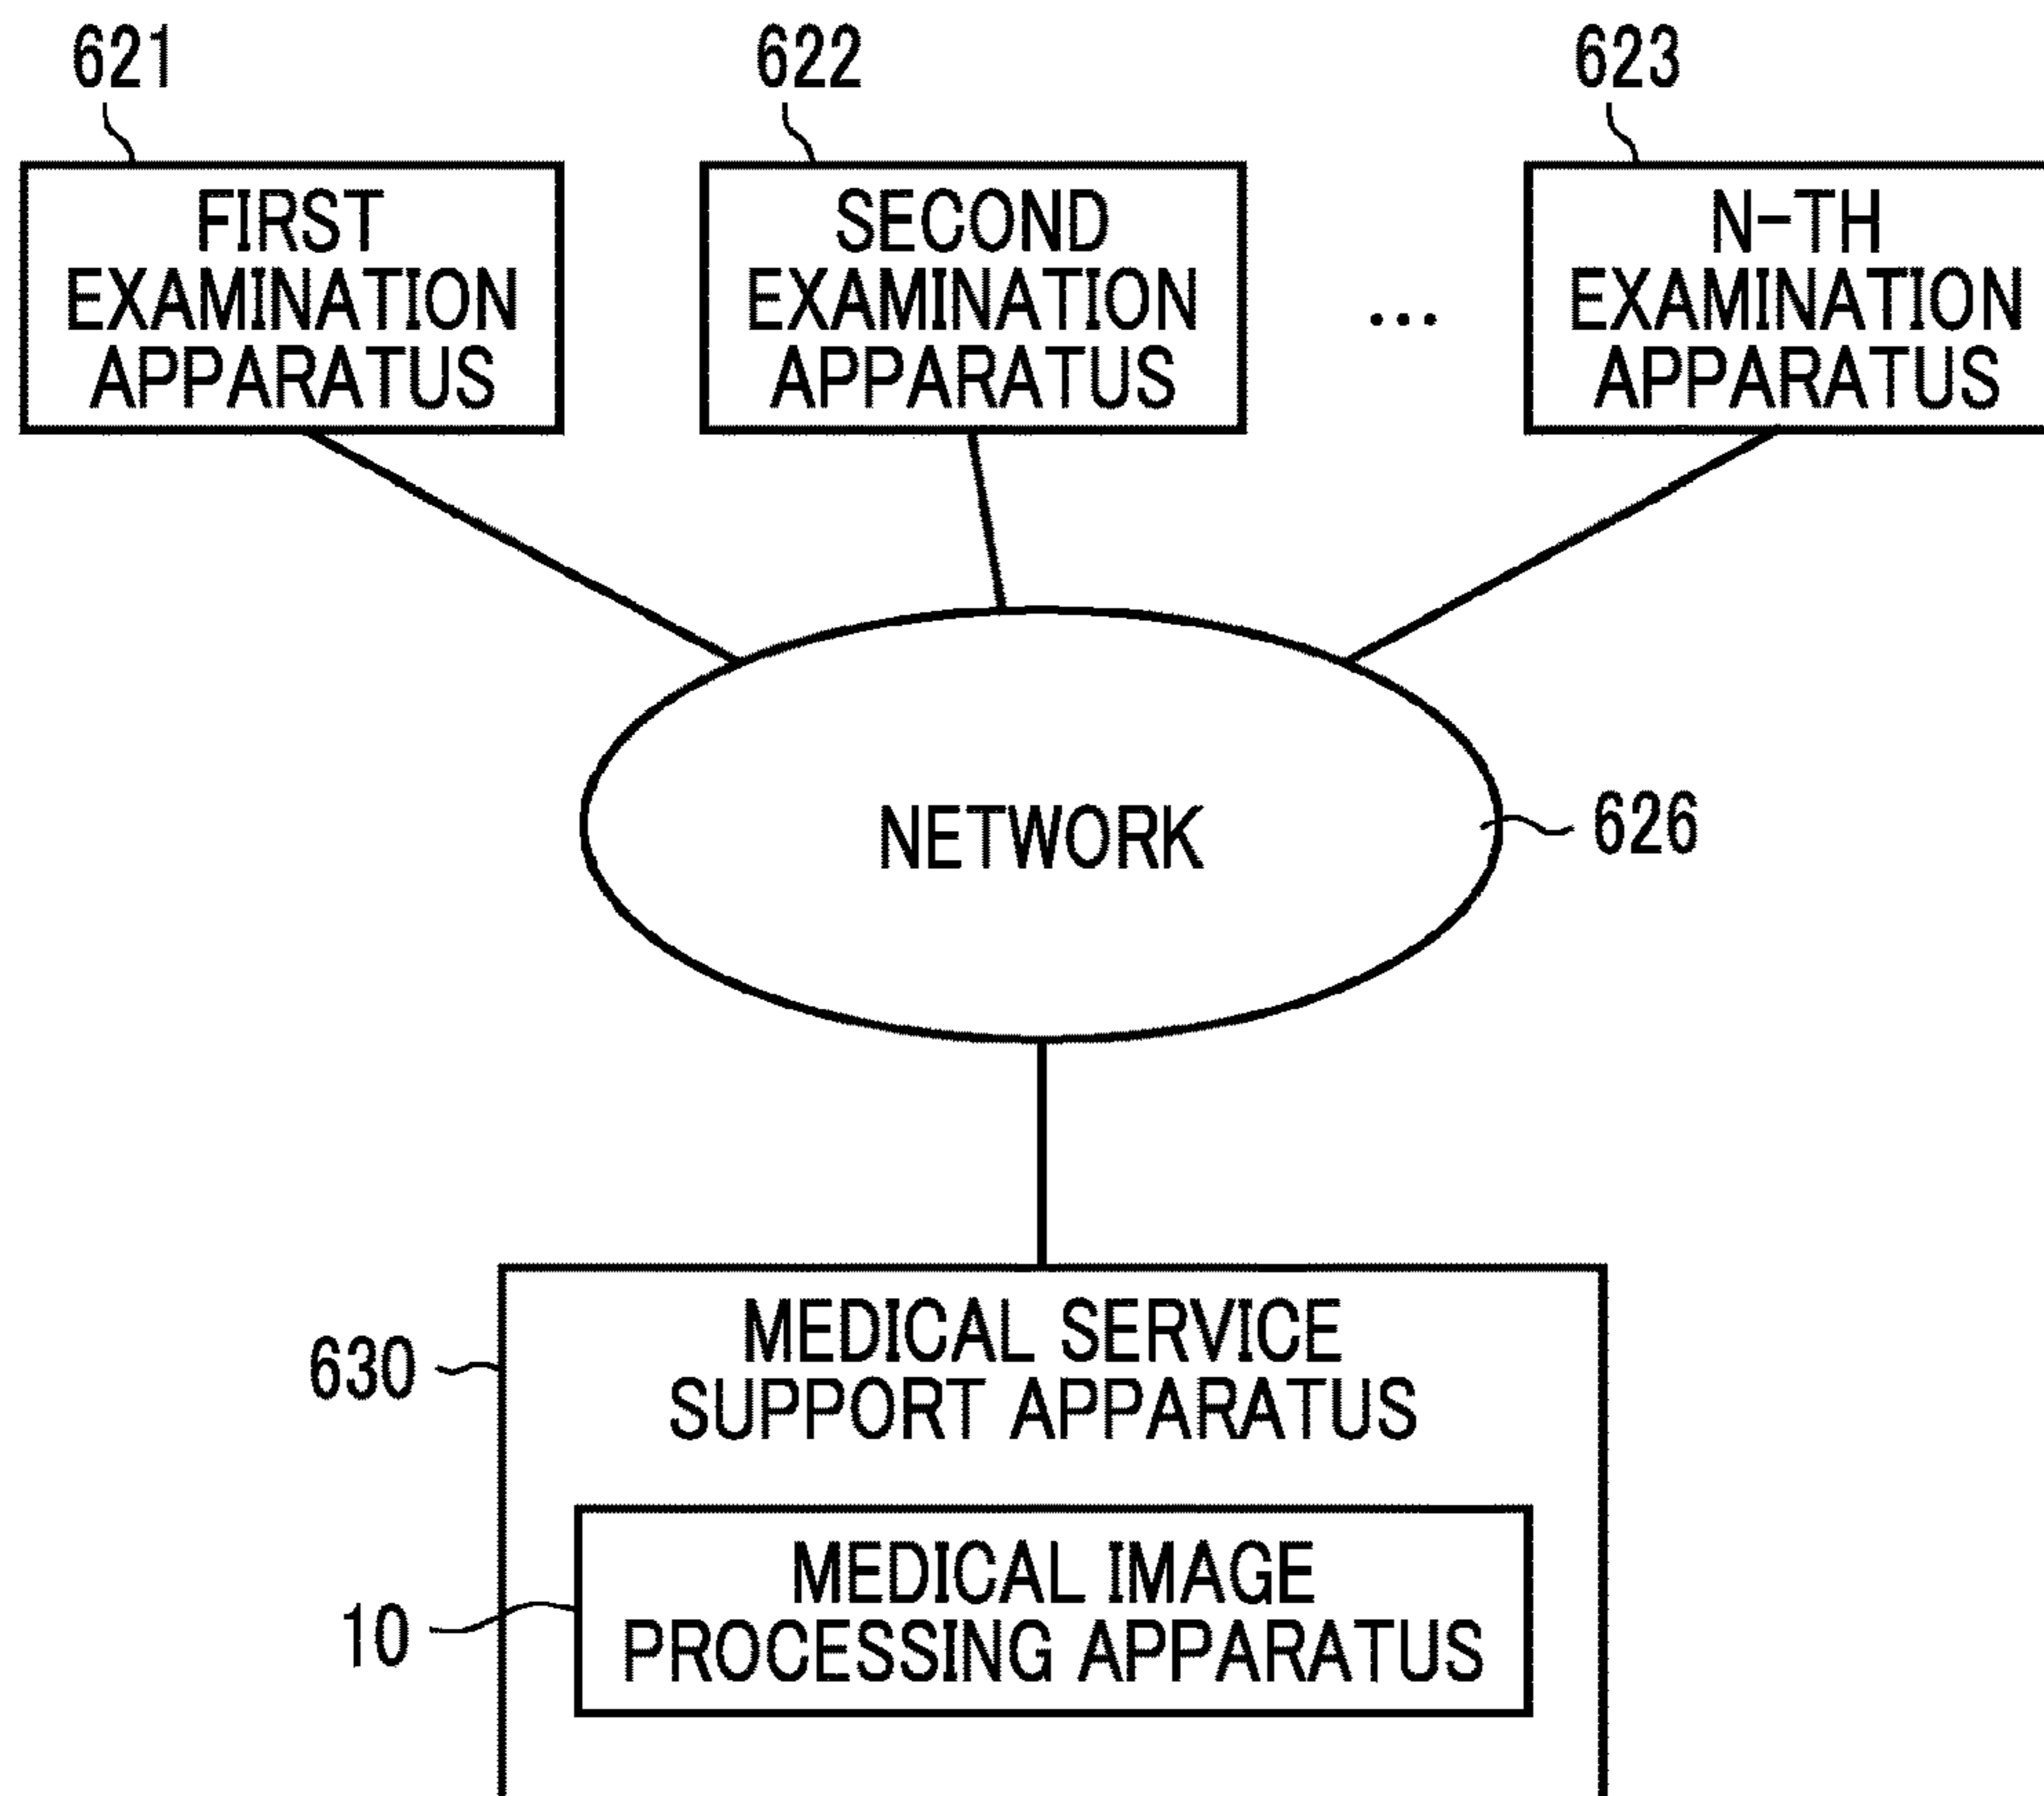 621
622
623
FIRST
EXAMINATION
APPARATUS
SECOND
EXAMINATION
APPARATUS
...
N-TH
EXAMINATION
APPARATUS
NETWORK
626
630
MEDICAL SERVICE
SUPPORT APPARATUS
10
MEDICAL IMAGE
PROCESSING APPARATUS